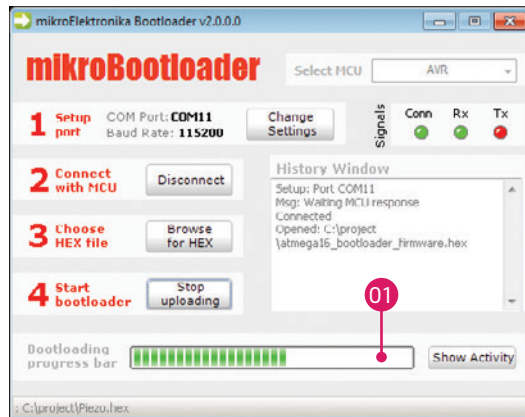 mikroElektronika Bootloader v2.0.0.0
mikroBootloader
Select MCU
AVR
1 Setup port
COM Port: COM11
Baud Rate: 115200
Change Settings
Signals
Conn Rx Tx
2 Connect with MCU
Disconnect
3 Choose HEX file
Browse for HEX
4 Start bootloader
Stop uploading
History Window
Setup: Port COM11
Msg: Waiting MCU response
Connected
Opened: C:\project
\atmega16_bootloader_firmware.hex
01
Bootloading progress bar
Show Activity
: C:\project\Piezo.hex